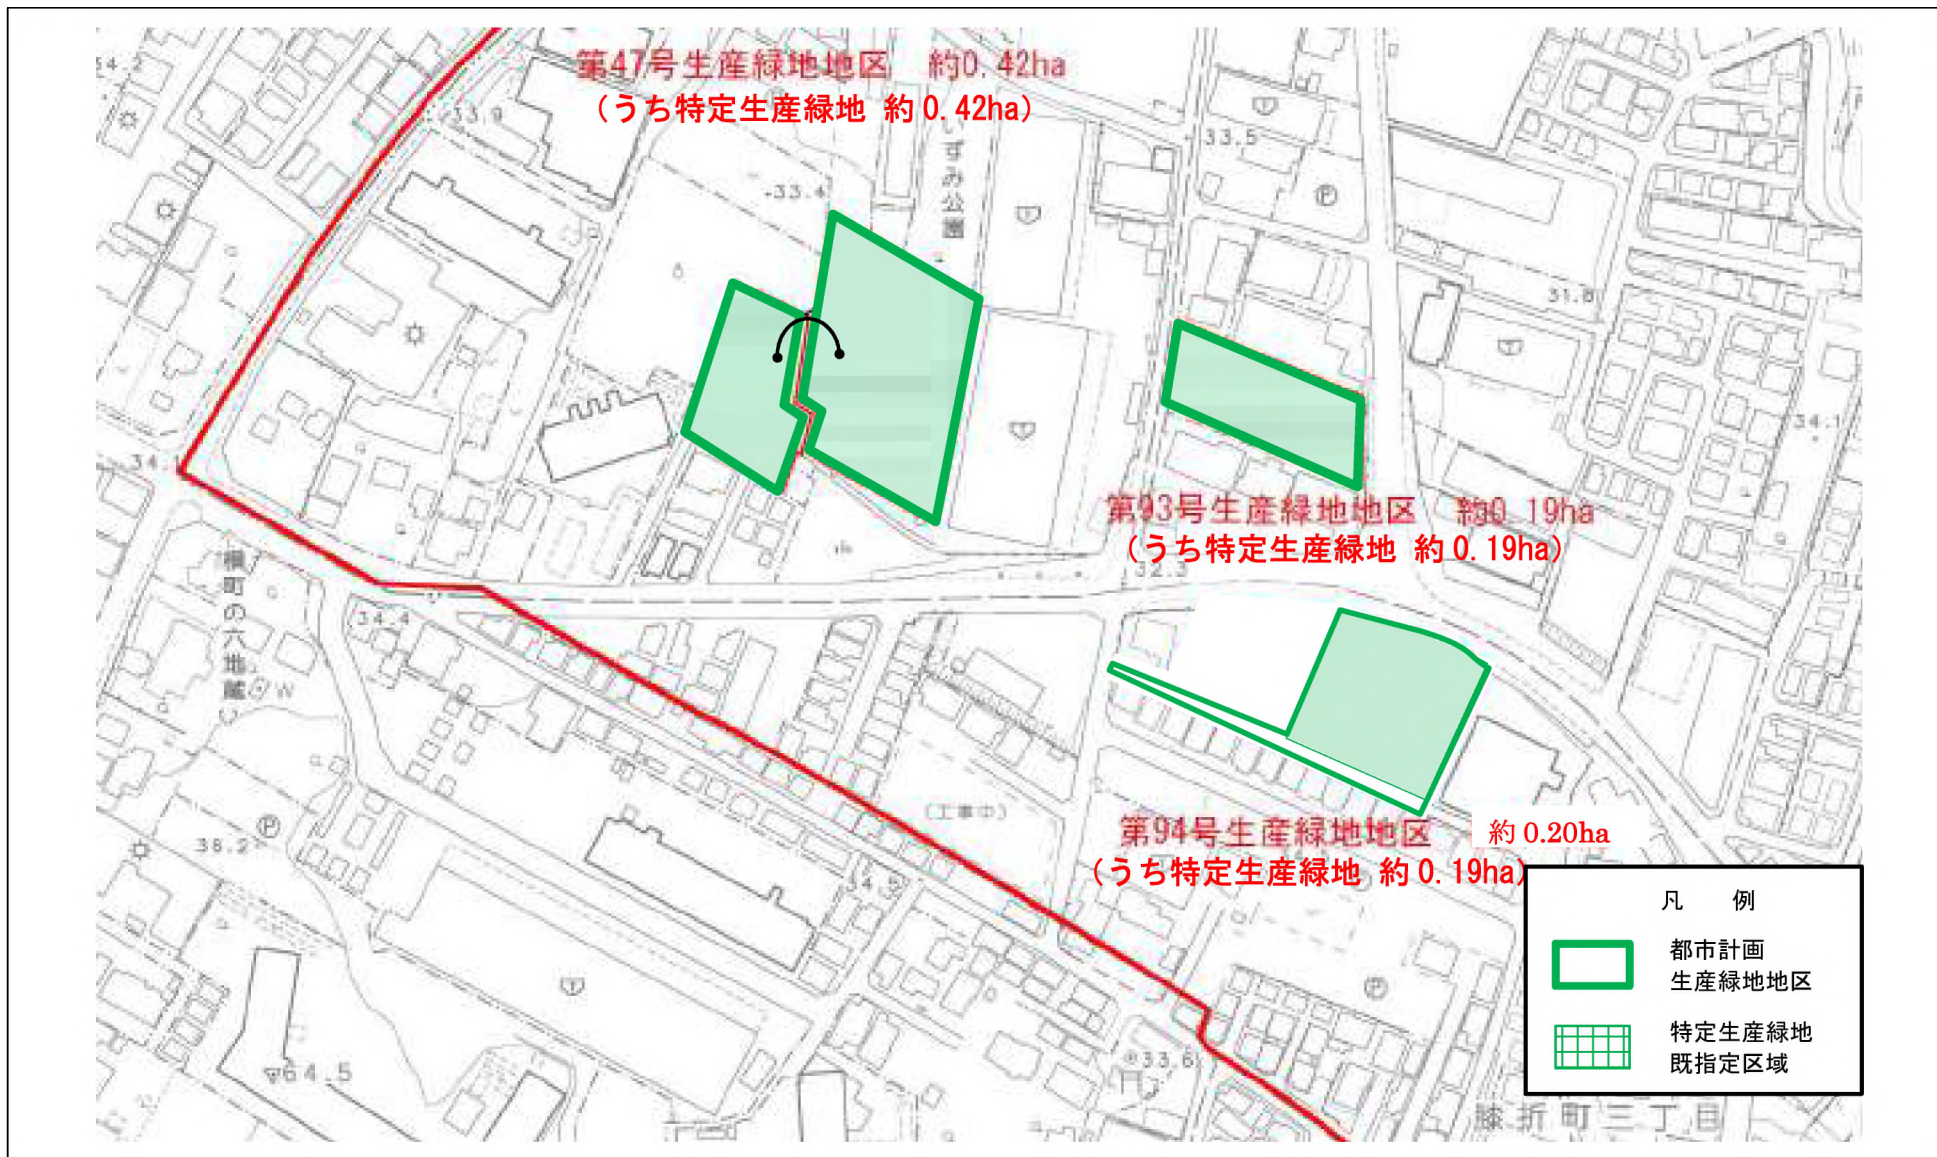 第47号生産緑地地区 約0.42ha
(うち特定生産緑地 約0.42ha)
33.9
33.4
いずみ公園
33.5
P
31.8
34.1
第93号生産緑地地区 約0.19ha
(うち特定生産緑地 約0.19ha)
32.3
34.4
横町の六地蔵
W
P
38.2
(工事中)
34.5
第94号生産緑地地区 約0.20ha
(うち特定生産緑地 約0.19ha)
P
64.5
33.6
膝折町三丁目
凡 例
都市計画
生産緑地地区
特定生産緑地
既指定区域